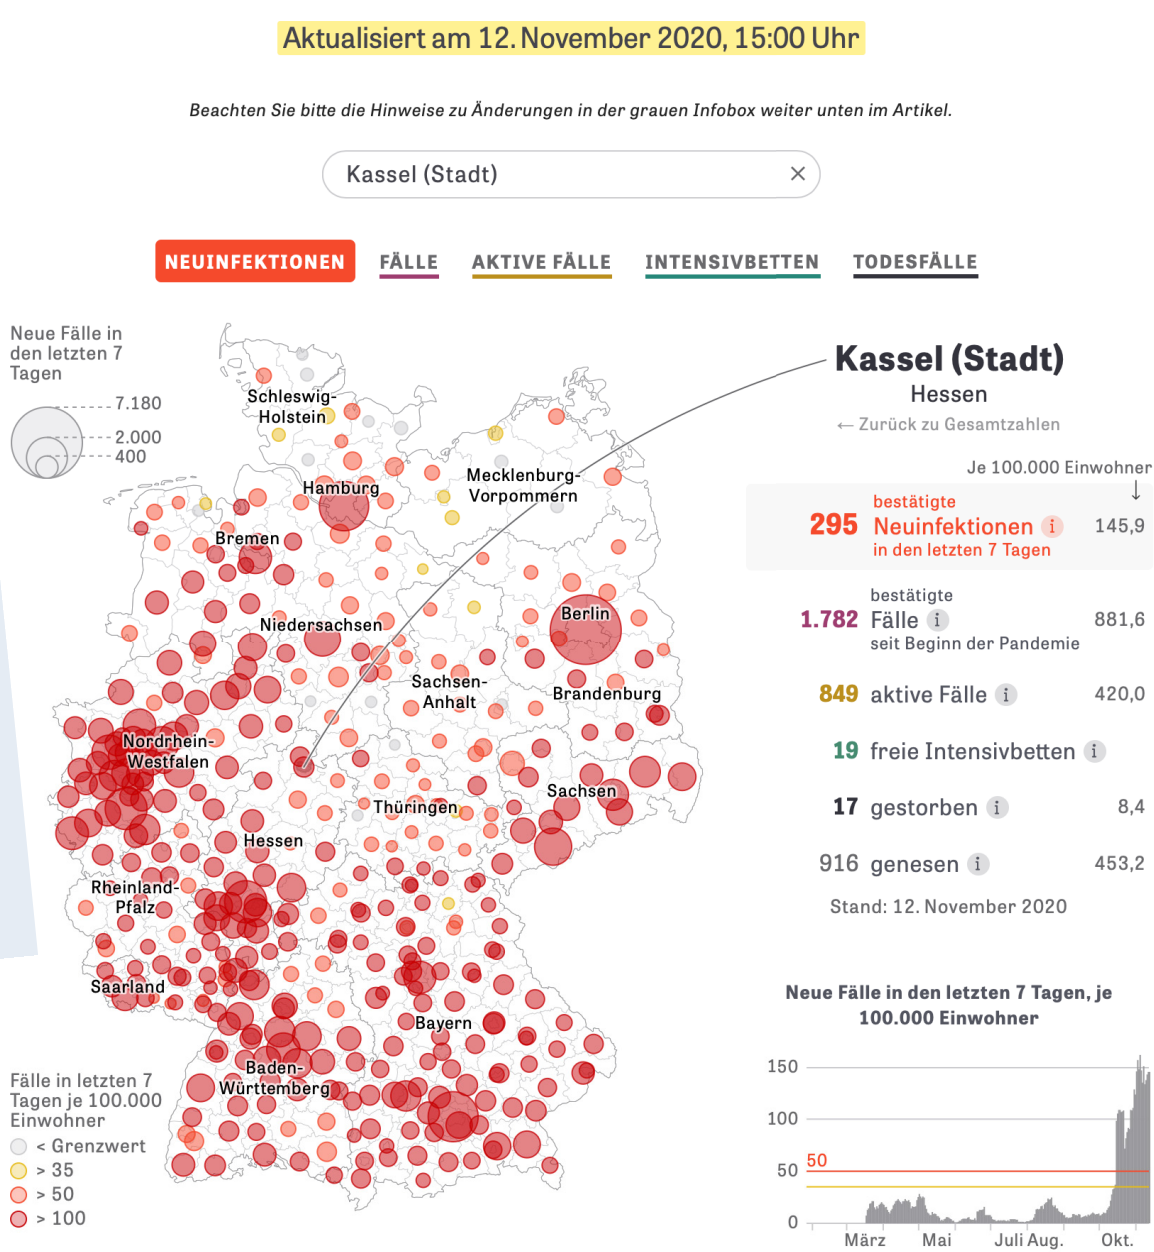 Aktualisiert am 12. November 2020, 15:00 Uhr
Beachten Sie bitte die Hinweise zu Änderungen in der grauen Infobox weiter unten im Artikel.
Kassel (Stadt)
NEUINFEKTIONEN
FÄLLE
AKTIVE FÄLLE
INTENSIVBETTEN
TODESFÄLLE
Neue Fälle in
den letzten 7
Tagen
7.180
2.000
400
Schleswig-
Holstein
Mecklenburg-
Vorpommern
Hamburg
Bremen
Niedersachsen
Berlin
Sachsen-
Anhalt
Brandenburg
Nordrhein-
Westfalen
Sachsen
Thüringen
Hessen
Rheinland-
Pfalz
Saarland
Bayern
Baden-
Württemberg
Fälle in letzten 7
Tagen je 100.000
Einwohner
< Grenzwert
> 35
> 50
> 100
Kassel (Stadt)
Hessen
← Zurück zu Gesamtzahlen
Je 100.000 Einwohner
↓
bestätigte
295 Neuinfektionen i 145,9
in den letzten 7 Tagen
bestätigte
1.782 Fälle i 881,6
seit Beginn der Pandemie
849 aktive Fälle i 420,0
19 freie Intensivbetten i
17 gestorben i 8,4
916 genesen i 453,2
Stand: 12. November 2020
Neue Fälle in den letzten 7 Tagen, je
100.000 Einwohner
150
100
50
50
0
März Mai Juli Aug. Okt.